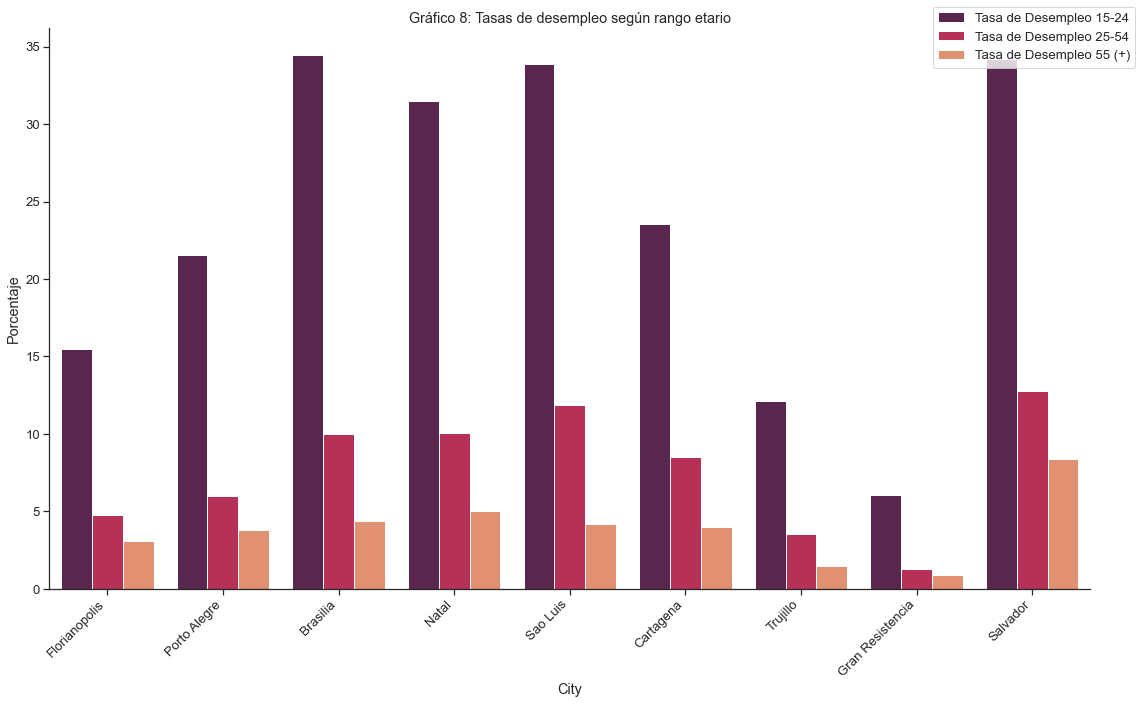 Gráfico 8: Tasas de desempleo según rango etario
Tasa de Desempleo 15-24
Tasa de Desempleo 25-54
Tasa de Desempleo 55 (+)
Porcentaje
35
30
25
20
15
10
5
0
Florianopolis
Porto Alegre
Brasilia
Natal
Sao Luis
Cartagena
Trujillo
Gran Resistencia
Salvador
City